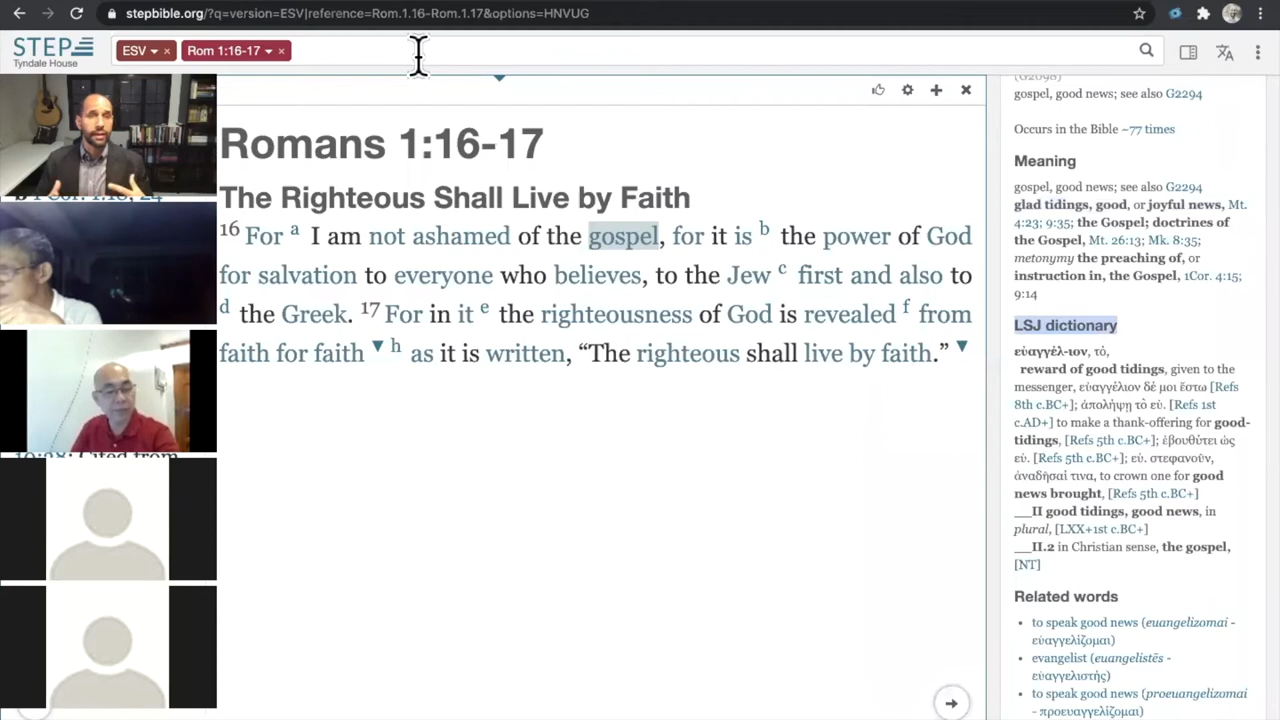 stepbible.org/?q=version=ESV|reference=Rom.1.16-Rom.1.17&options=HNVUG
STEP
Tyndale House
ESV
Rom 1:16-17
Romans 1:16-17
The Righteous Shall Live by Faith
16 For a I am not ashamed of the gospel, for it is b the power of God
for salvation to everyone who believes, to the Jew c first and also to
d the Greek. 17 For in it e the righteousness of God is revealed f from
faith for faith ▼ h as it is written, “The righteous shall live by faith.” ▼
10:38: Cited from
gospel, good news; see also G2294
Occurs in the Bible ~77 times
Meaning
gospel, good news; see also G2294
glad tidings, good, or joyful news, Mt.
4:23; 9:35; the Gospel; doctrines of
the Gospel, Mt. 26:13; Mk. 8:35;
metonymy the preaching of, or
instruction in, the Gospel, 1Cor. 4:15;
9:14
LSJ dictionary
εὐαγγέλ-ιον, τό,
reward of good tidings, given to the
messenger, εὐαγγέλιον δέ μοι ἔστω [Refs
8th c.BC+]; ἀπολήψῃ τὸ εὐ. [Refs 1st
c.AD+] to make a thank-offering for good-
tidings, [Refs 5th c.BC+]; ἐβουθύτει ὡς
εὐ. [Refs 5th c.BC+]; εὐ. στεφανοῦν,
ἀναδῆσαί τινα, to crown one for good
news brought, [Refs 5th c.BC+]
__II good tidings, good news, in
plural, [LXX+1st c.BC+]
__II.2 in Christian sense, the gospel,
[NT]
Related words
• to speak good news (euangelizomai -
εὐαγγελίζομαι)
• evangelist (euangelistēs -
εὐαγγελιστής)
• to speak good news (proeuangelizomai
- προευαγγελίζομαι)